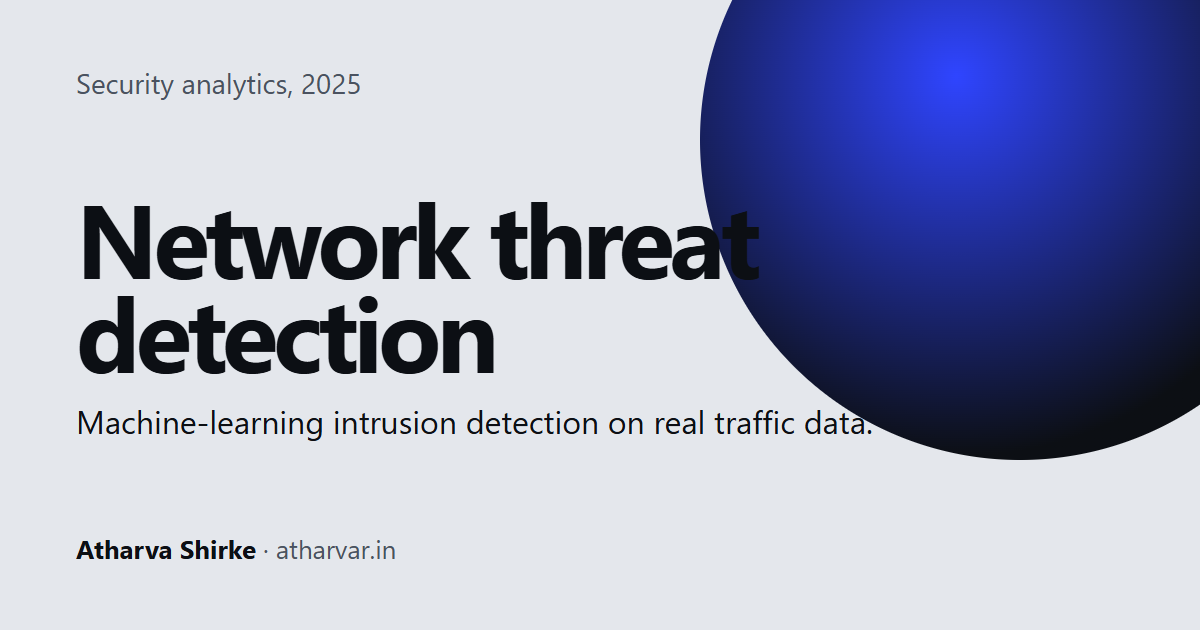 Security analytics, 2025
Network threat
detection
Machine-learning intrusion detection on real traffic data.
Atharva Shirke · atharvar.in